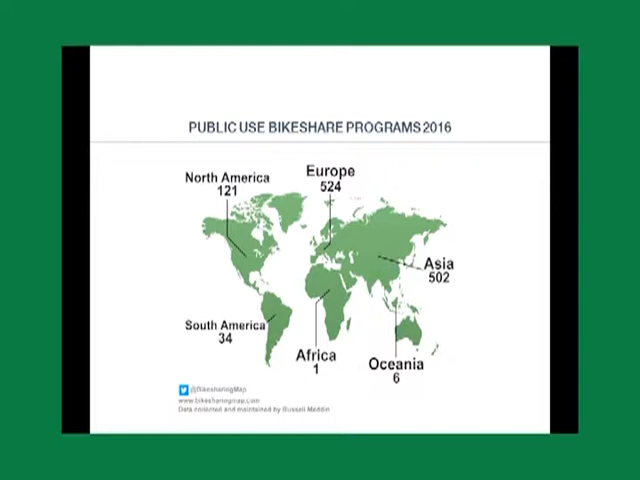 PUBLIC USE BIKESHARE PROGRAMS 2016
North America
121
Europe
524
Asia
502
South America
34
Africa
1
Oceania
6
@BikesharingMap
www.bikesharingmap.com
Data collected and maintained by Russell Meddin